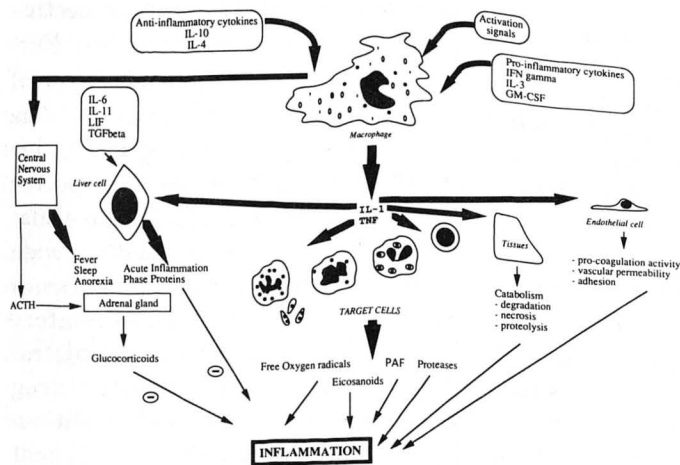 Anti-inflammatory cytokines
IL-10
IL-4
Activation
signals
Pro-inflammatory cytokines
IFN gamma
IL-3
GM-CSF
Macrophage
IL-6
IL-11
LIF
TGFbeta
Central
Nervous
System
Liver cell
IL-1
TNF
Endothelial cell
Tissues
- pro-coagulation activity
- vascular permeability
- adhesion
Fever
Sleep
Anorexia
Acute Inflammation
Phase Proteins
ACTH
Adrenal gland
Catabolism
- degradation
- necrosis
- proteolysis
TARGET CELLS
Glucocorticoids
Free Oxygen radicals
Eicosanoids
PAF
Proteases
INFLAMMATION